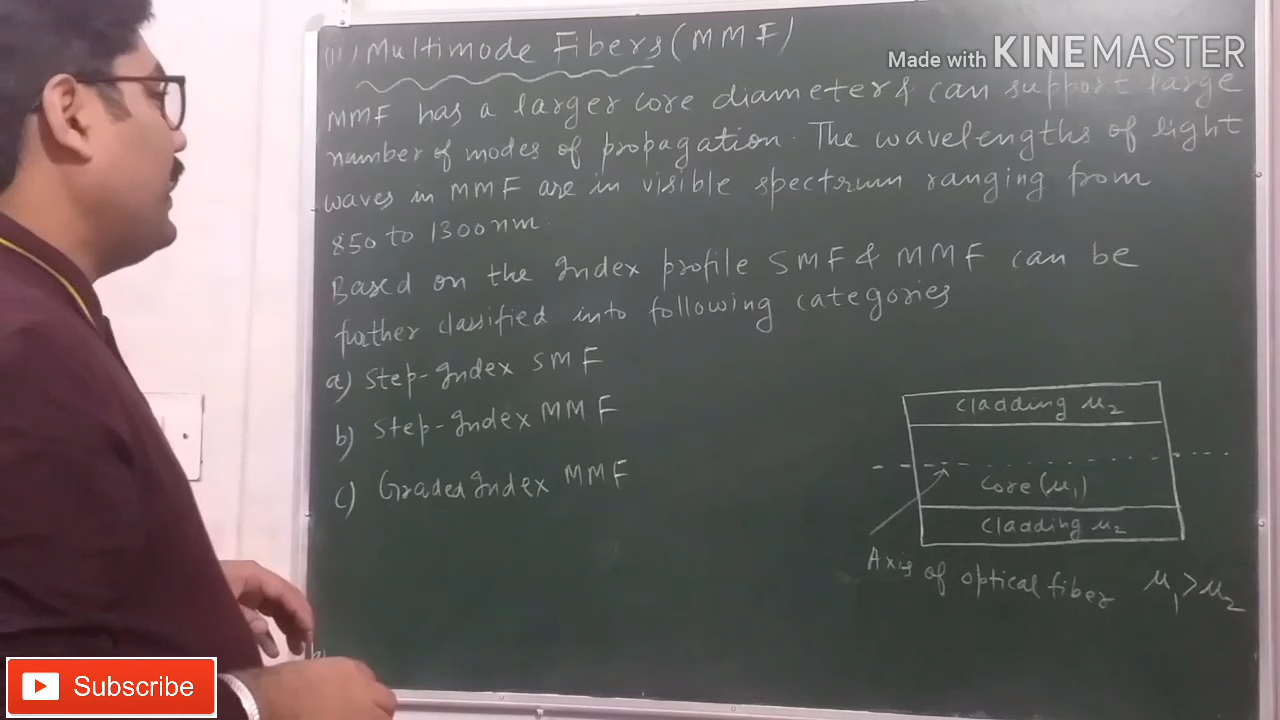 (ii) Multimode Fibers (MMF)
Made with KINEMASTER
MMF has a larger core diameter & can support large
number of modes of propagation. The wavelengths of light
waves in MMF are in visible spectrum ranging from
850 to 1300nm.
Based on the Index profile SMF & MMF can be
further classified into following categories
a) Step-Index SMF
b) Step-Index MMF
c) Graded Index MMF
cladding μ₂
core (μ₁)
cladding μ₂
Axis of optical fiber μ₁ > μ₂
Subscribe